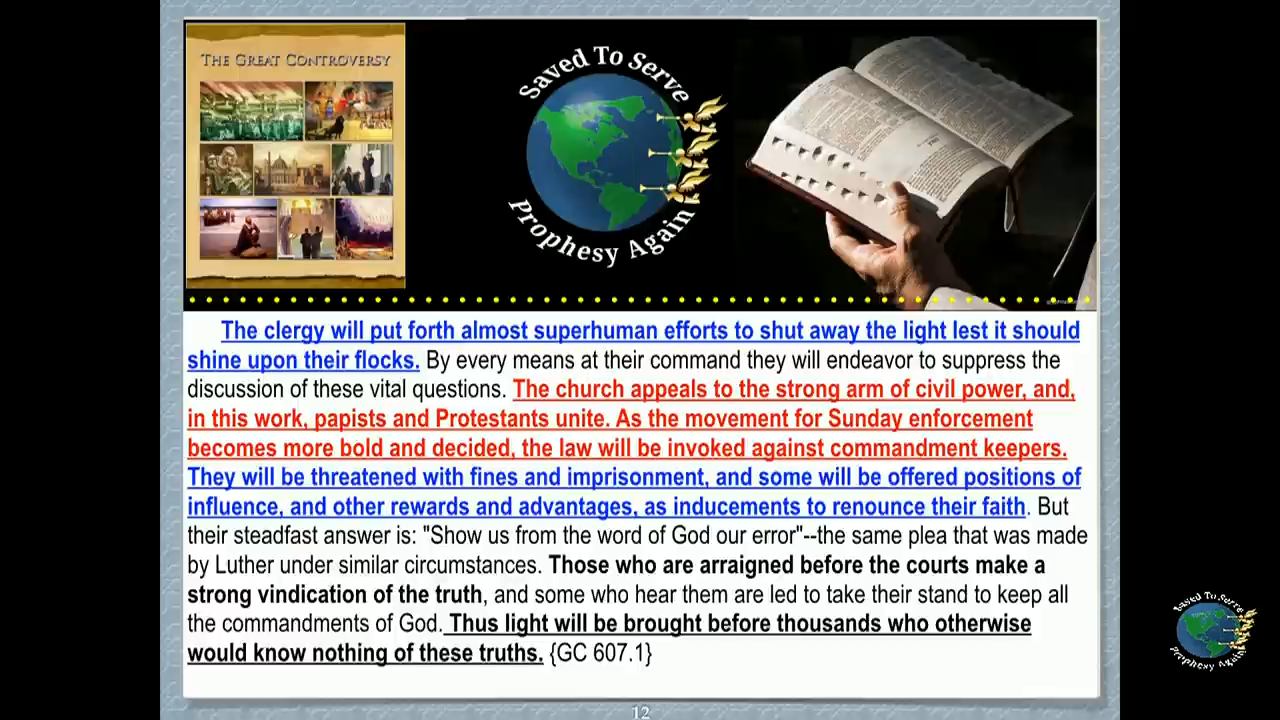 THE GREAT CONTROVERSY
Saved To Serve
Prophesy Again
The clergy will put forth almost superhuman efforts to shut away the light lest it should
shine upon their flocks. By every means at their command they will endeavor to suppress the
discussion of these vital questions. The church appeals to the strong arm of civil power, and,
in this work, papists and Protestants unite. As the movement for Sunday enforcement
becomes more bold and decided, the law will be invoked against commandment keepers.
They will be threatened with fines and imprisonment, and some will be offered positions of
influence, and other rewards and advantages, as inducements to renounce their faith. But
their steadfast answer is: "Show us from the word of God our error"--the same plea that was made
by Luther under similar circumstances. Those who are arraigned before the courts make a
strong vindication of the truth, and some who hear them are led to take their stand to keep all
the commandments of God. Thus light will be brought before thousands who otherwise
would know nothing of these truths. {GC 607.1}
Saved To Serve
Prophesy Again
12